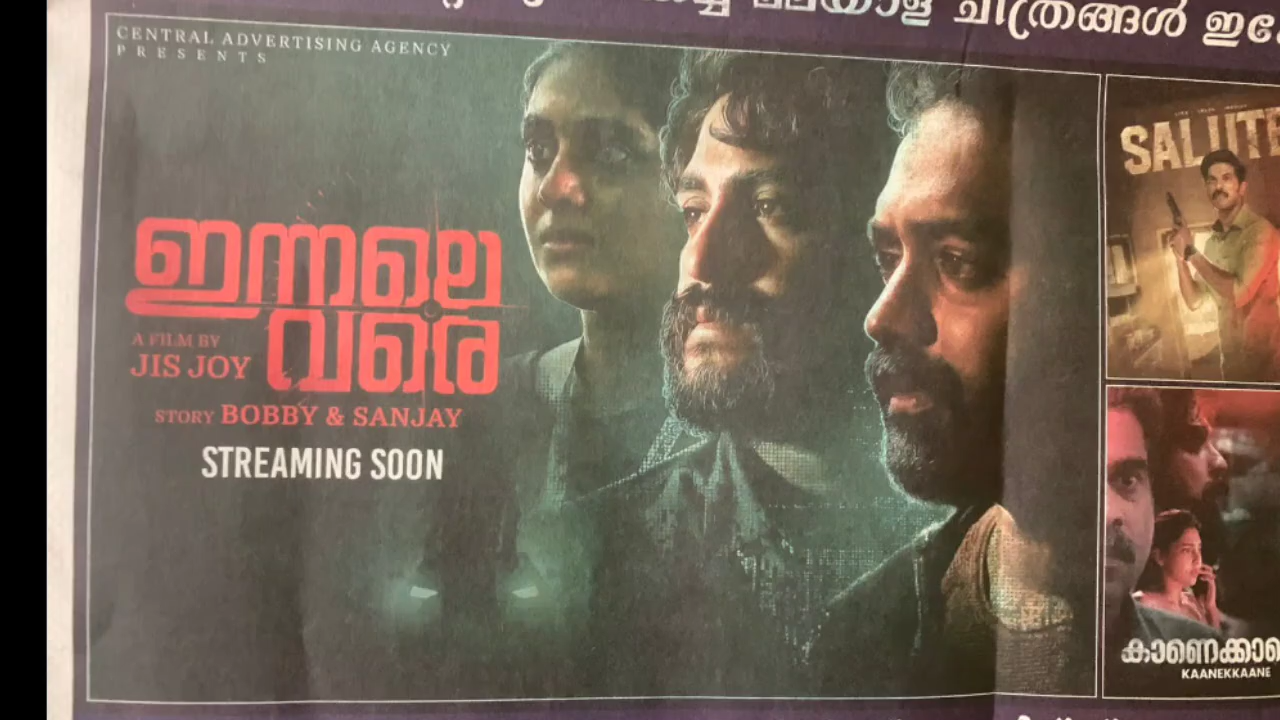 മലയാള ചിത്രങ്ങൾ
CENTRAL ADVERTISING AGENCY
PRESENTS
ഇന്നലെ
വരെ
A FILM BY
JIS JOY
STORY BOBBY & SANJAY
STREAMING SOON
SALUTE
KAANEKKAANE